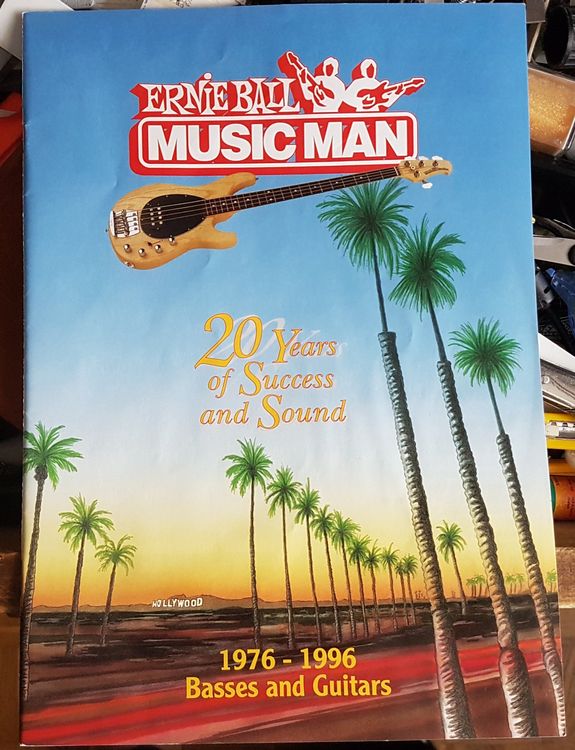 ERNIE BALL
MUSIC MAN
20 Years
of Success
and Sound
HOLLYWOOD
1976 - 1996
Basses and Guitars